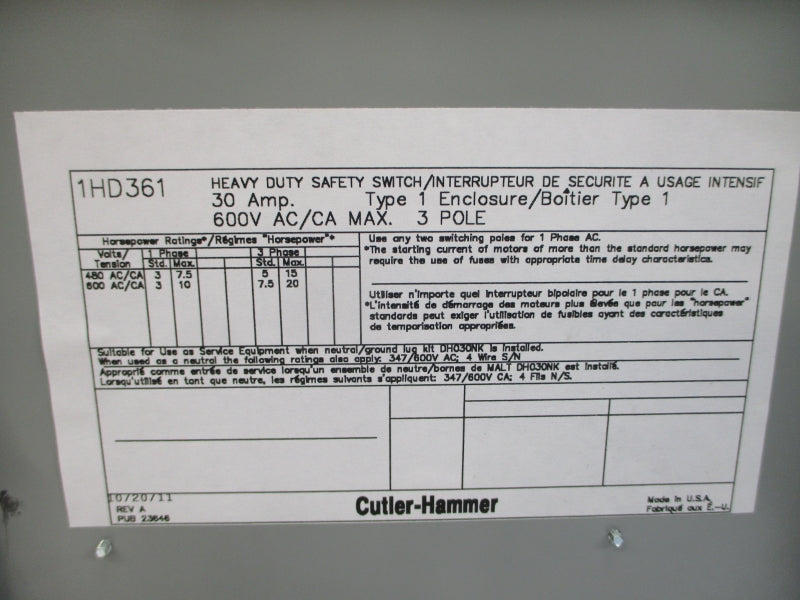 1HD361
HEAVY DUTY SAFETY SWITCH/INTERRUPTEUR DE SECURITE A USAGE INTENSIF
30 Amp. Type 1 Enclosure/Boîtier Type 1
600V AC/CA MAX. 3 POLE
Horsepower Ratings*/Régimes "Horsepower"*
Volts/ 1 Phase 3 Phase
Tension Std. Max. Std. Max.
480 AC/CA 3 7.5 5 15
600 AC/CA 3 10 7.5 20
Use any two switching poles for 1 Phase AC.
*The starting current of motors of more than the standard horsepower may
require the use of fuses with appropriate time delay characteristics.
Utiliser n'importe quel interrupteur bipolaire pour le 1 phase pour le CA.
*L'intensité de démarrage des moteurs plus élevée que pour les "horsepower"
standards peut exiger l'utilisation de fusibles ayant des caractéristiques
de temporisation appropriées.
Suitable for Use as Service Equipment when neutral/ground lug kit DH030NK is installed.
When used as a neutral the following ratings also apply: 347/600V AC; 4 Wire S/N
Approprié comme entrée de service lorsqu'un ensemble de neutre/bornes de MALT DH030NK est installé.
Lorsqu'utilisé en tant que neutre, les régimes suivants s'appliquent: 347/600V CA; 4 Fils N/S.
10/20/11
REV A
PUB 23646
Cutler-Hammer
Made in U.S.A.
Fabriqué aux É.-U.